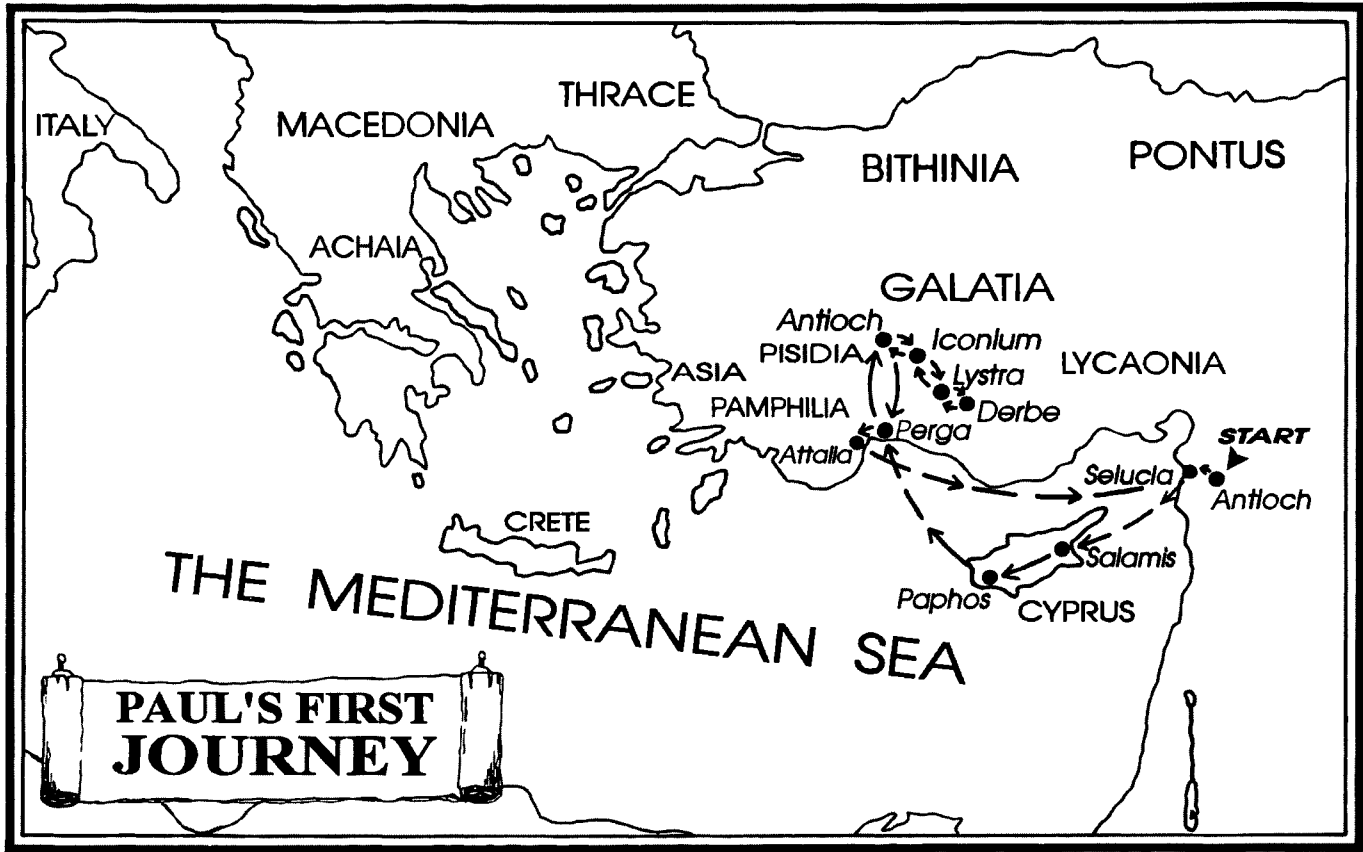 THRACE
ITALY
MACEDONIA
BITHINIA
PONTUS
ACHAIA
GALATIA
Antioch
Iconium
PISIDIA
LYCAONIA
ASIA
Lystra
PAMPHILIA
Derbe
Perga
START
Attalia
Selucia
Antioch
CRETE
Salamis
Paphos
CYPRUS
THE MEDITERRANEAN SEA
PAUL'S FIRST
JOURNEY